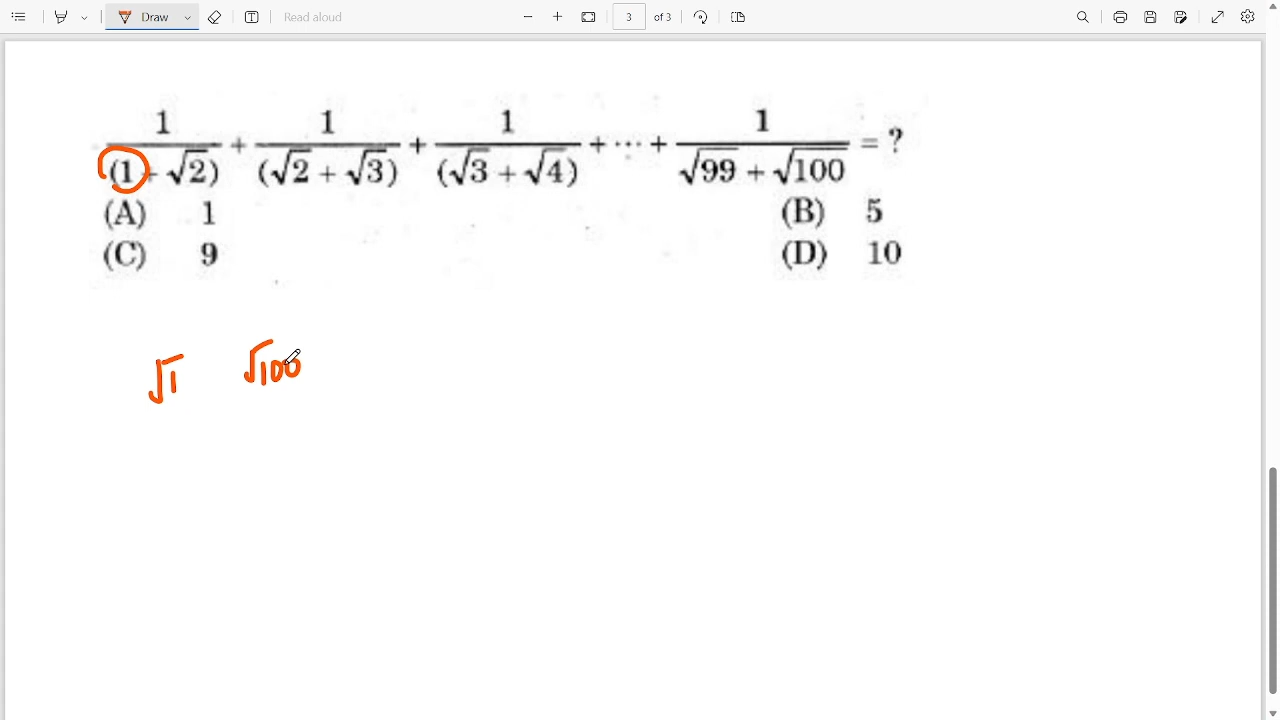 Draw
Read aloud
3 of 3
1/(1 + √2) + 1/(√2 + √3) + 1/(√3 + √4) + ... + 1/√99 + √100 = ?
(A) 1 (B) 5
(C) 9 (D) 10
√1 √100